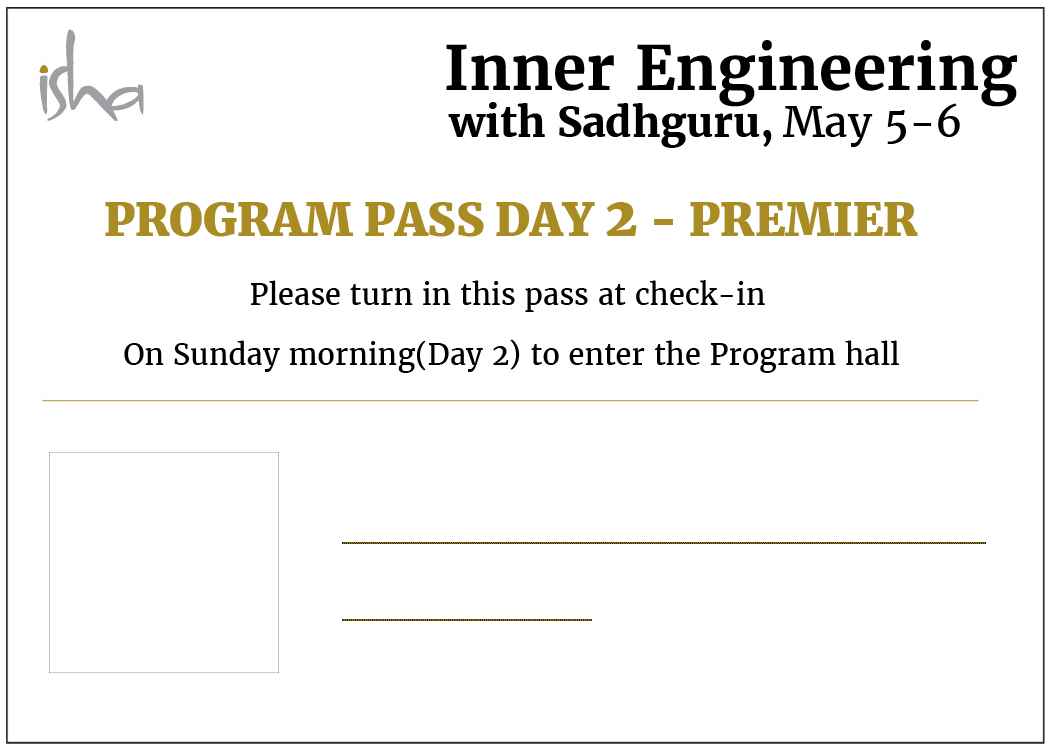 isha
Inner Engineering
with Sadhguru, May 5-6
PROGRAM PASS DAY 2 - PREMIER
Please turn in this pass at check-in
On Sunday morning(Day 2) to enter the Program hall